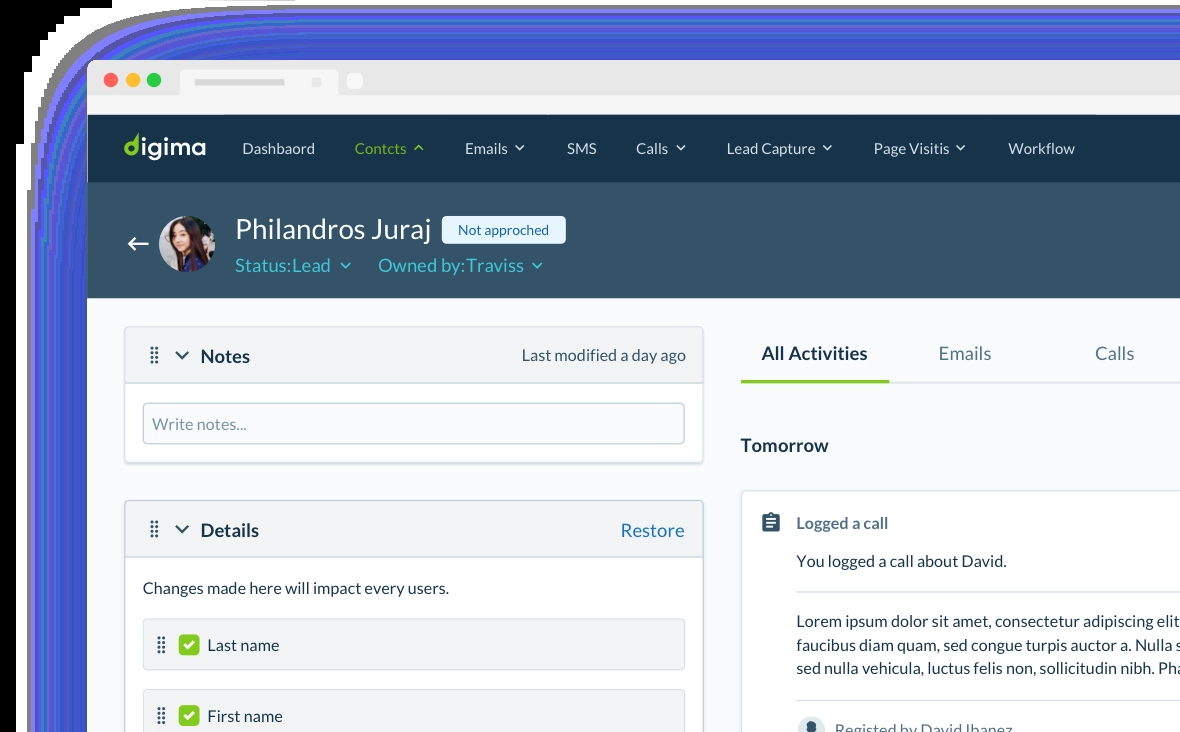 digima Dashbaord Contcts Emails SMS Calls Lead Capture Page Visitis Workflow
Philandros Juraj Not approched
Status:Lead Owned by:Traviss
Notes Last modified a day ago
Write notes...
Details Restore
Changes made here will impact every users.
Last name
First name
All Activities Emails Calls
Tomorrow
Logged a call
You logged a call about David.
Lorem ipsum dolor sit amet, consectetur adipiscing elit
faucibus diam quam, sed congue turpis auctor a. Nulla s
sed nulla vehicula, luctus felis non, sollicitudin nibh. Pha
Registed by David Ibanez